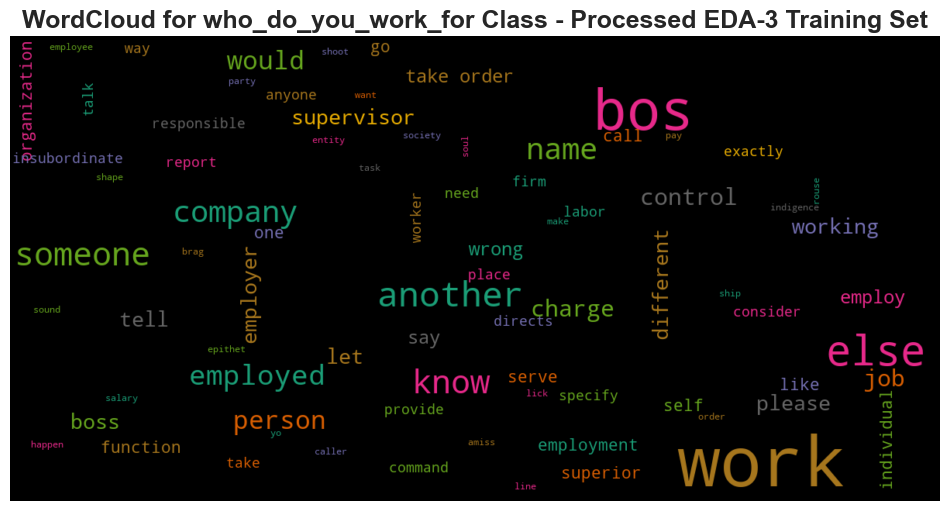 WordCloud for who_do_you_work_for Class - Processed EDA-3 Training Set
employee
way
would
shoot
go
organization
talk
party
anyone
want
take order
bos
responsible
supervisor
society
call
pay
entity
soul
name
exactly
insubordinate
report
task
shape
firm
need
control
rouse
company
worker
labor
make
indigence
one
working
someone
brag
employer
wrong
different
place
another
ship
employ
sound
tell
directs
charge
consider
say
epithet
let
else
employed
know
serve
like
job
salary
lick
specify
self
please
individual
boss
person
provide
order
yo
happen
function
caller
amiss
employment
work
take
command
superior
line